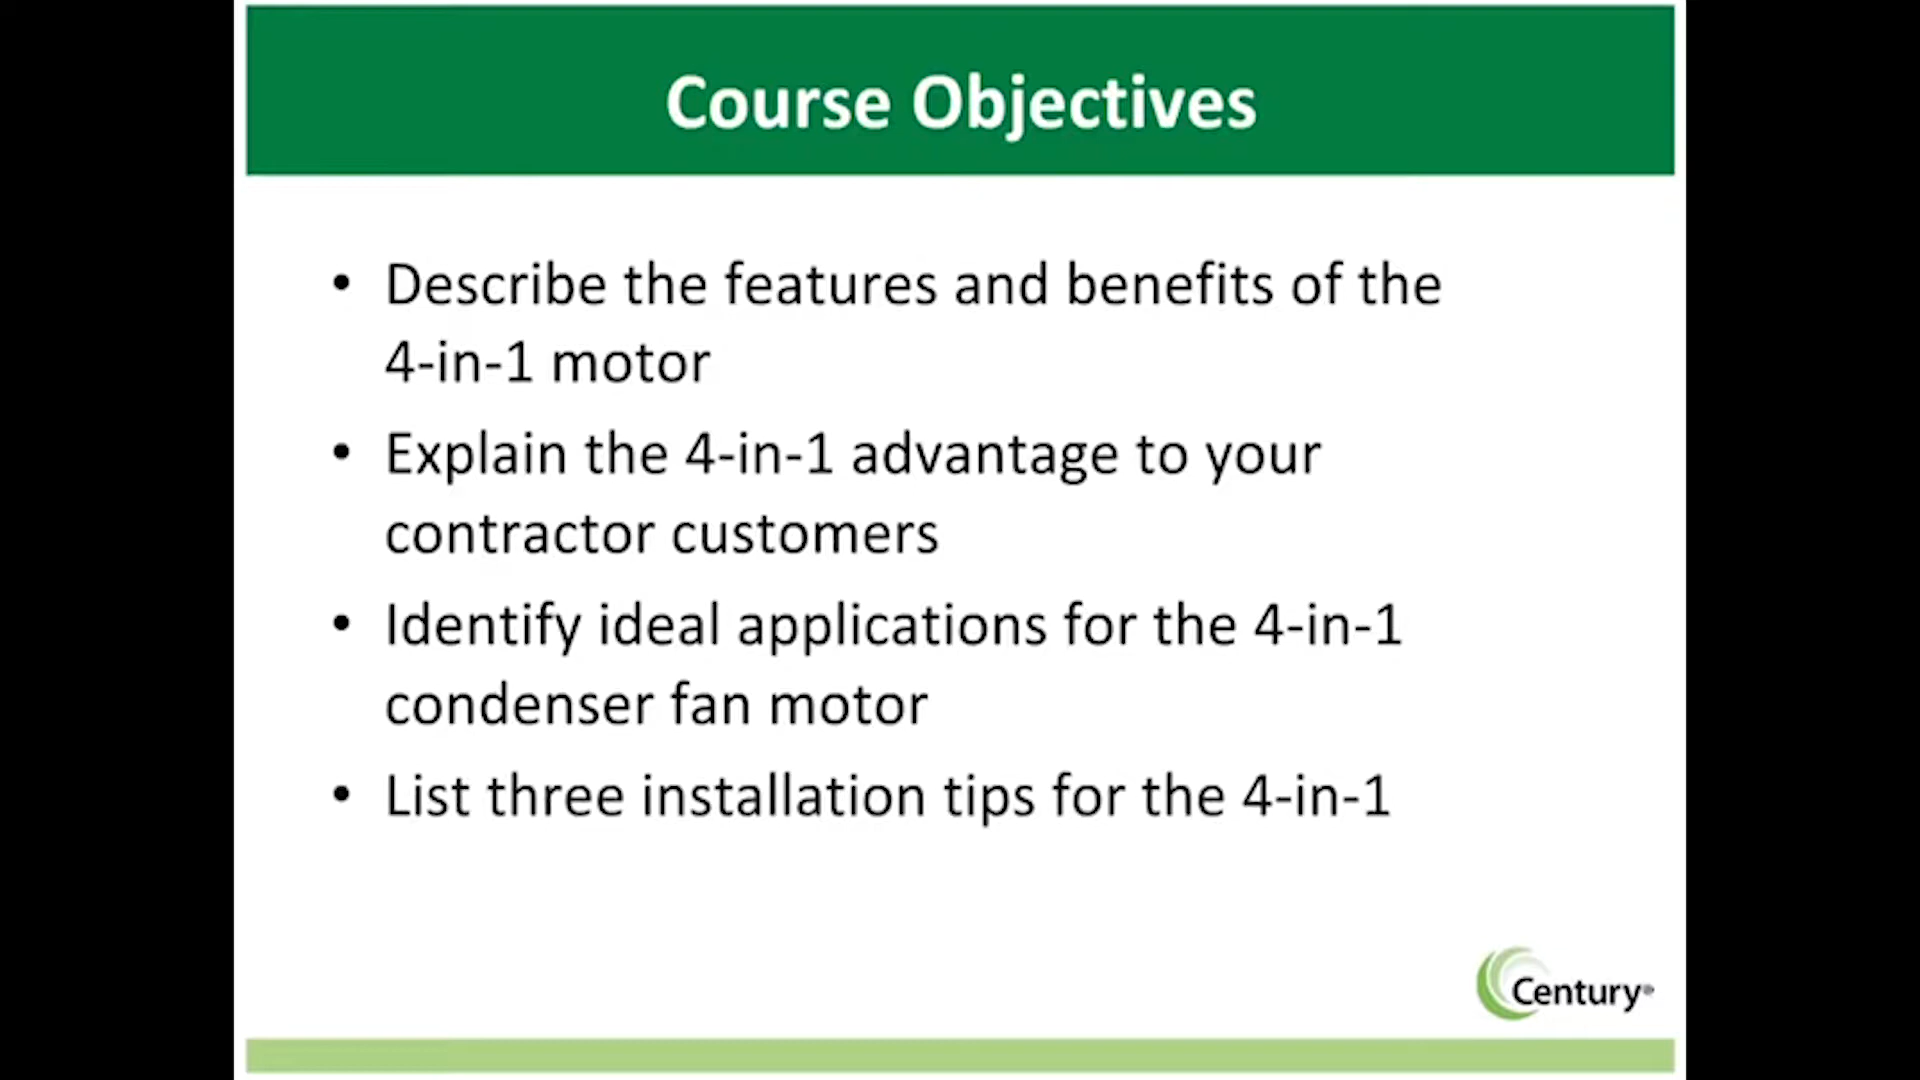 Course Objectives
• Describe the features and benefits of the
4-in-1 motor
• Explain the 4-in-1 advantage to your
contractor customers
• Identify ideal applications for the 4-in-1
condenser fan motor
• List three installation tips for the 4-in-1
Century®